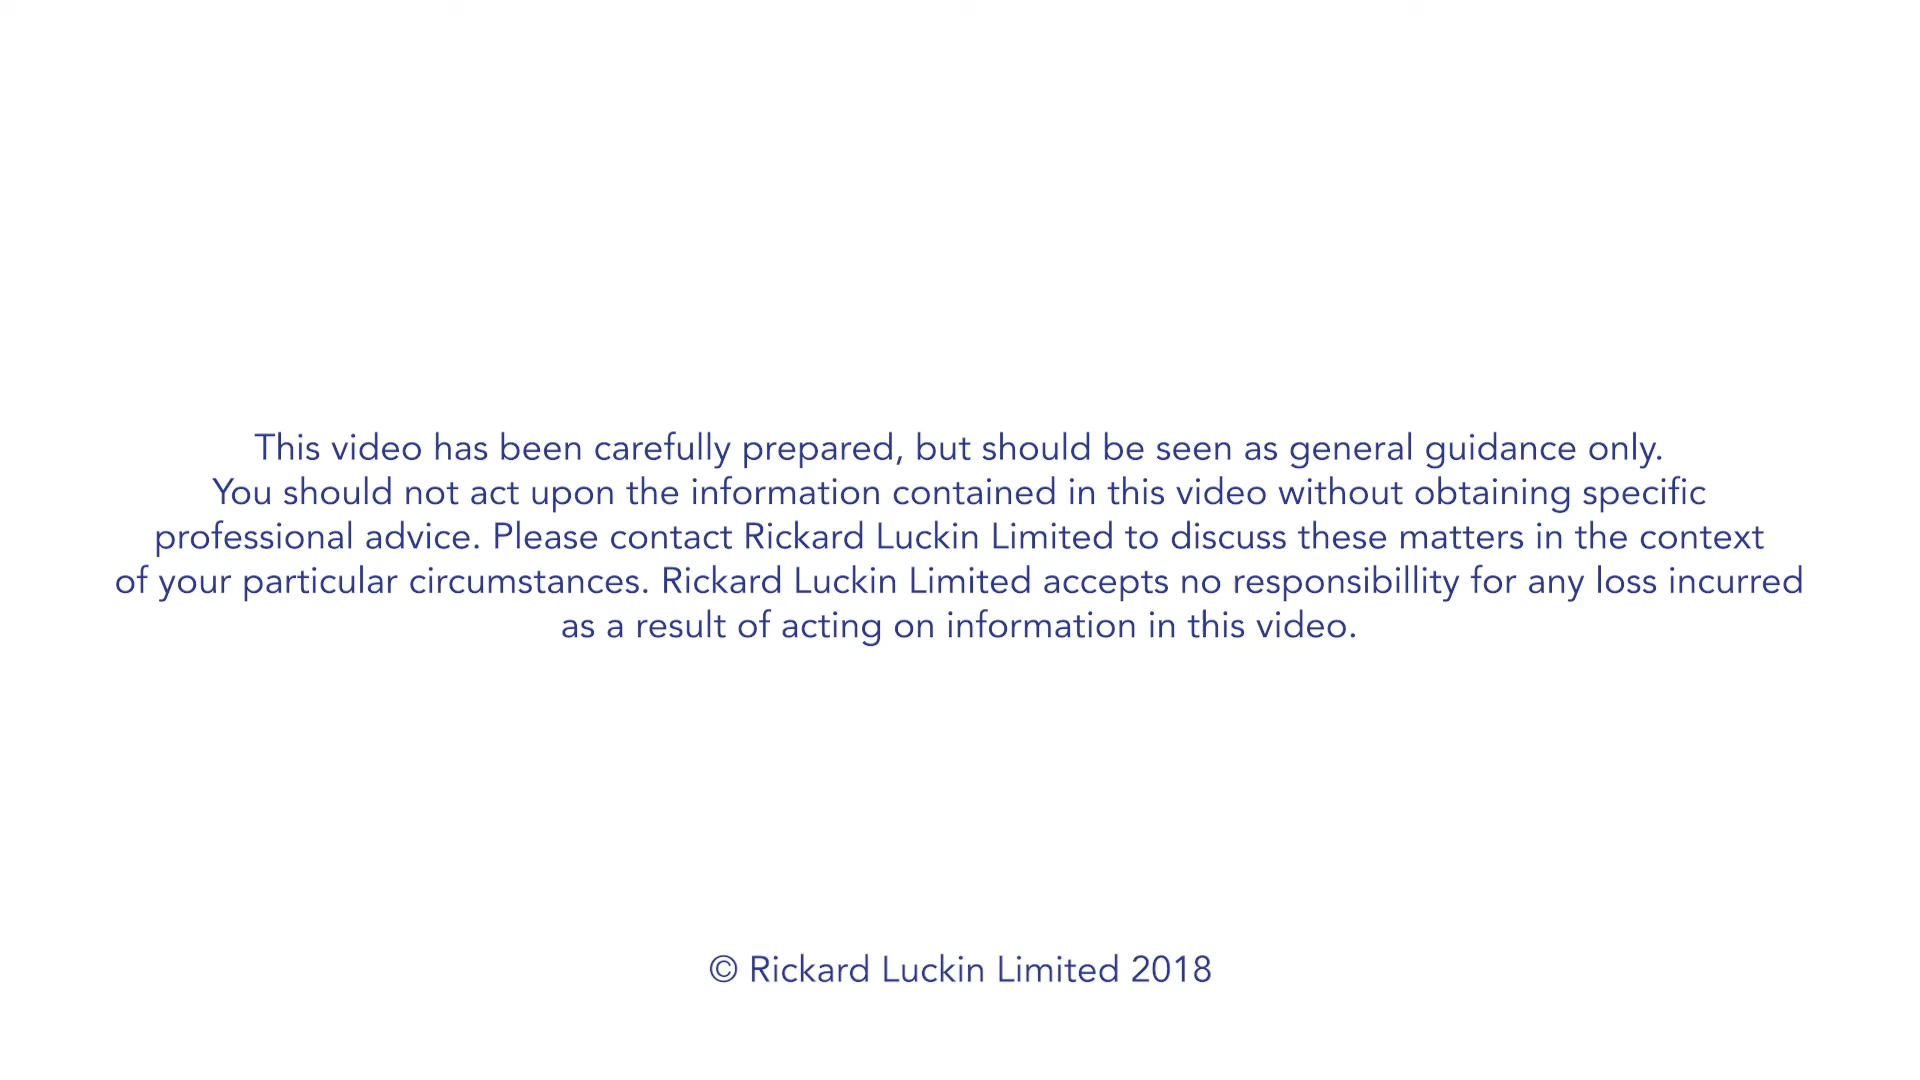 This video has been carefully prepared, but should be seen as general guidance only.
You should not act upon the information contained in this video without obtaining specific
professional advice. Please contact Rickard Luckin Limited to discuss these matters in the context
of your particular circumstances. Rickard Luckin Limited accepts no responsibillity for any loss incurred
as a result of acting on information in this video.
© Rickard Luckin Limited 2018